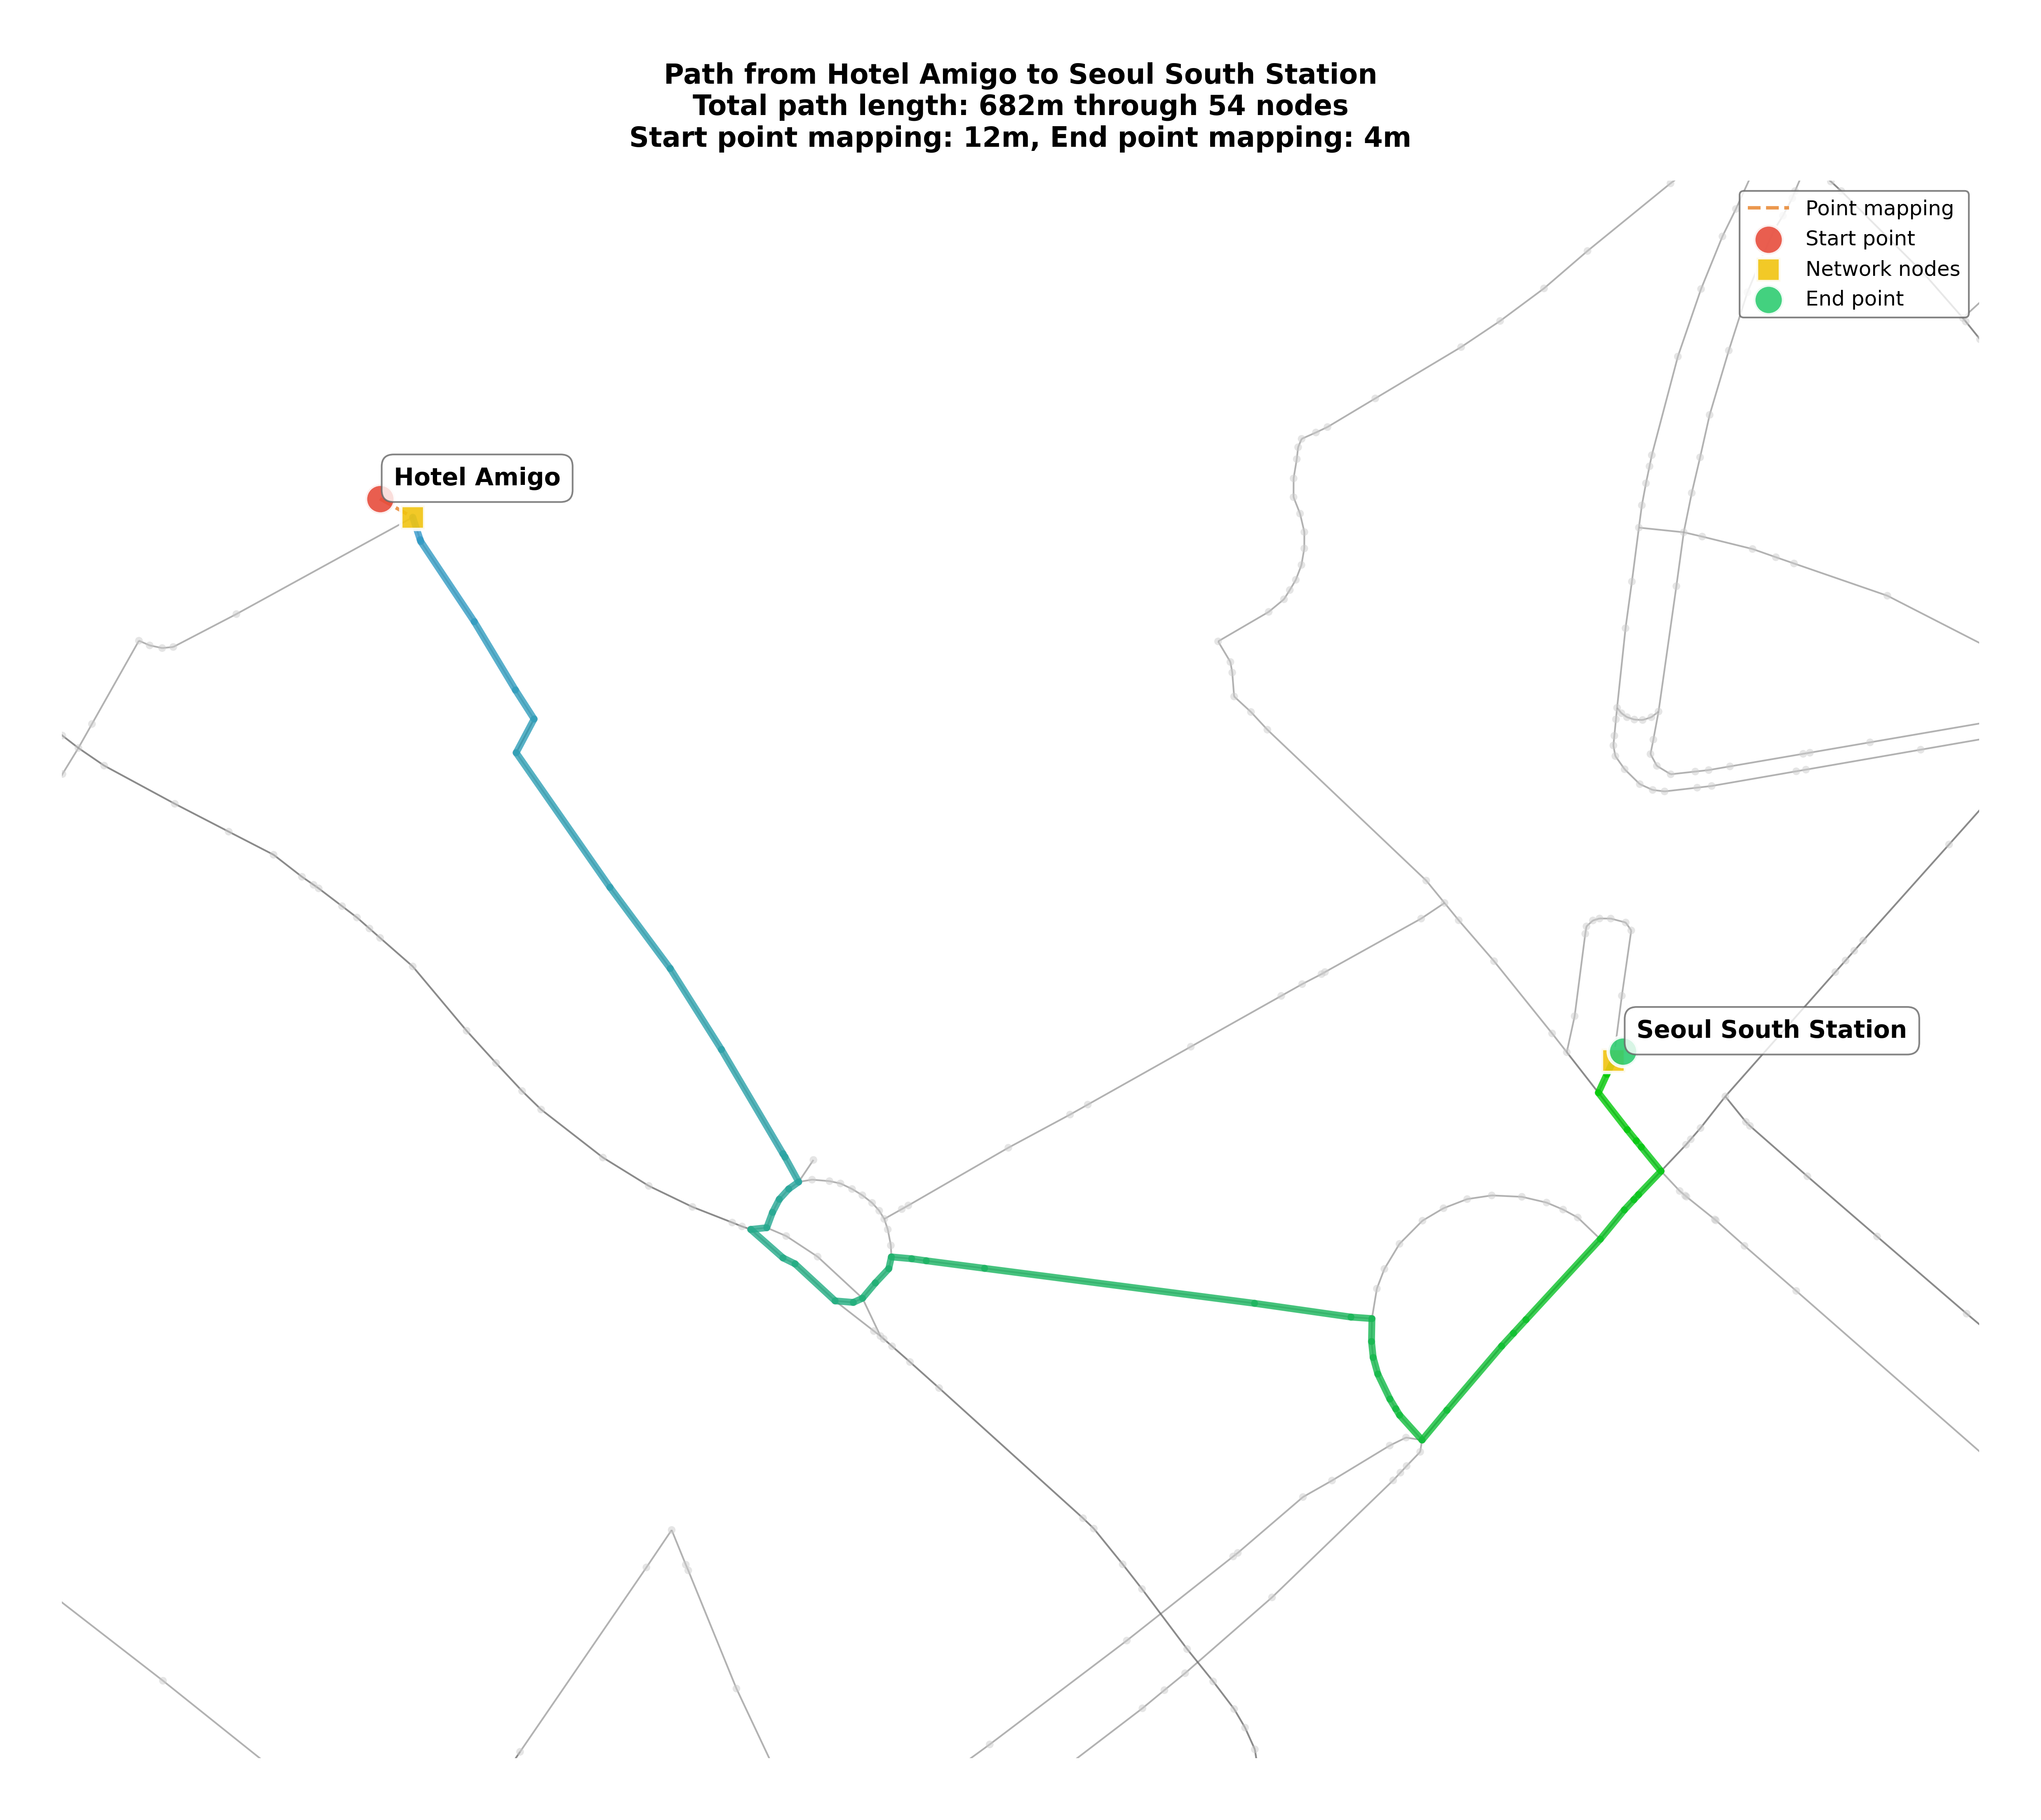 Path from Hotel Amigo to Seoul South Station
Total path length: 682m through 54 nodes
Start point mapping: 12m, End point mapping: 4m
Point mapping
Start point
Network nodes
End point
Hotel Amigo
Seoul South Station